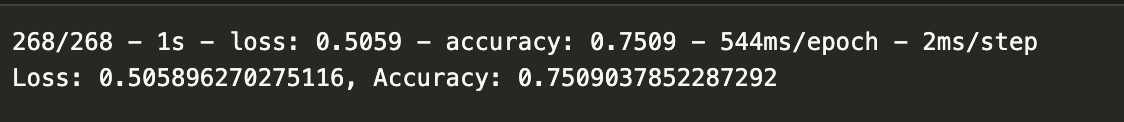 268/268 – 1s – loss: 0.5059 – accuracy: 0.7509 – 544ms/epoch – 2ms/step
Loss: 0.505896270275116, Accuracy: 0.7509037852287292